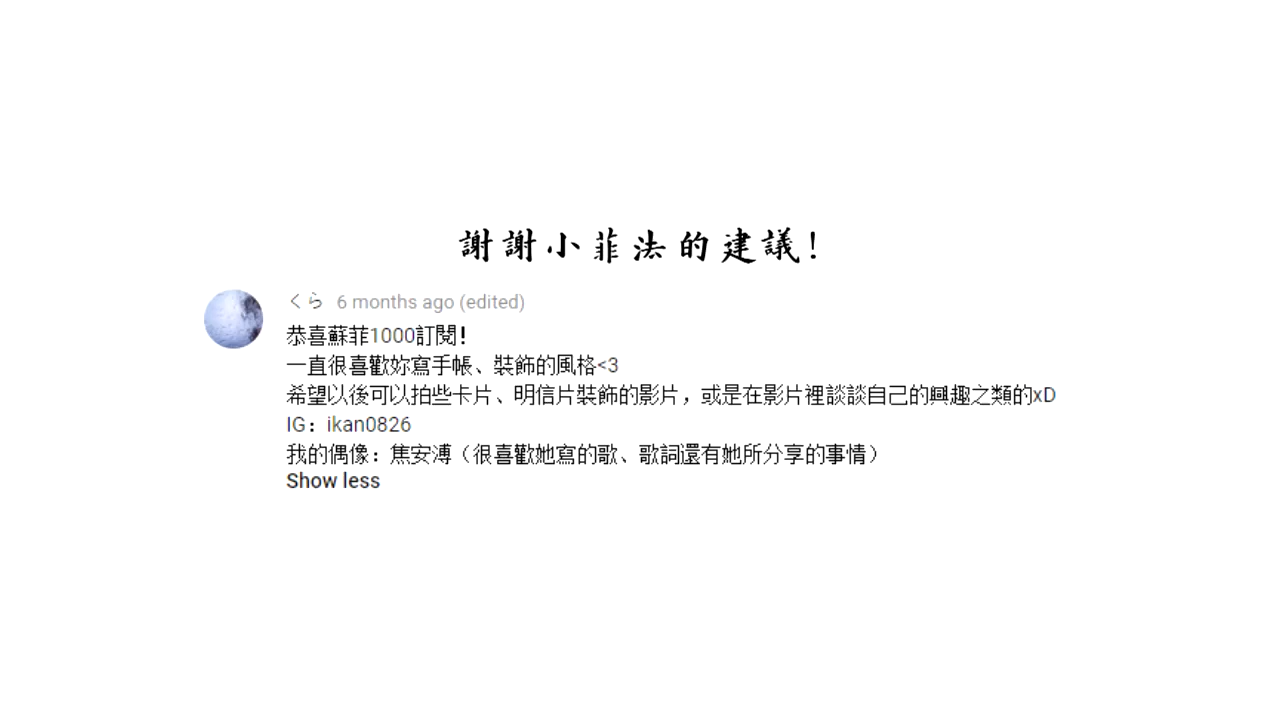 謝謝小菲法的建議!
くら 6 months ago (edited)
恭喜蘇菲1000訂閱!
一直很喜歡妳寫手帳、裝飾的風格<3
希望以後可以拍些卡片、明信片裝飾的影片，或是在影片裡談談自己的興趣之類的xD
IG：ikan0826
我的偶像：焦安溥（很喜歡她寫的歌、歌詞還有她所分享的事情）
Show less